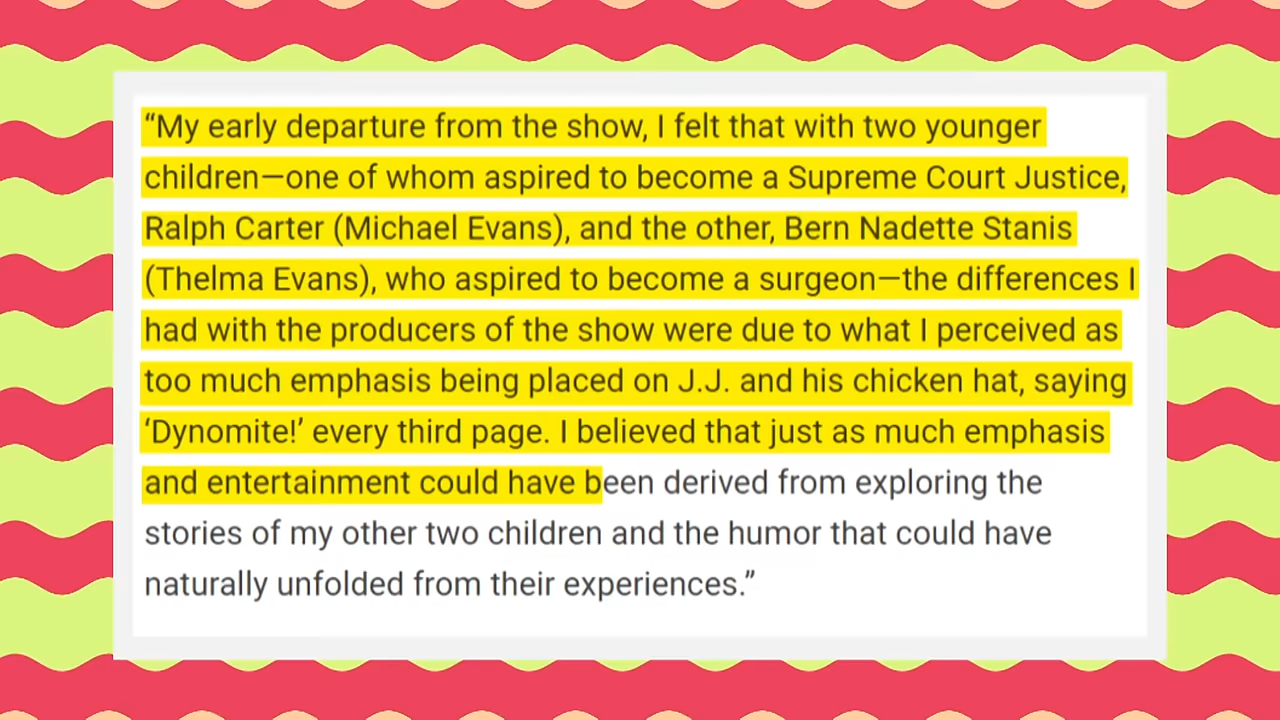 “My early departure from the show, I felt that with two younger
children—one of whom aspired to become a Supreme Court Justice,
Ralph Carter (Michael Evans), and the other, Bern Nadette Stanis
(Thelma Evans), who aspired to become a surgeon—the differences I
had with the producers of the show were due to what I perceived as
too much emphasis being placed on J.J. and his chicken hat, saying
‘Dynomite!’ every third page. I believed that just as much emphasis
and entertainment could have been derived from exploring the
stories of my other two children and the humor that could have
naturally unfolded from their experiences.”